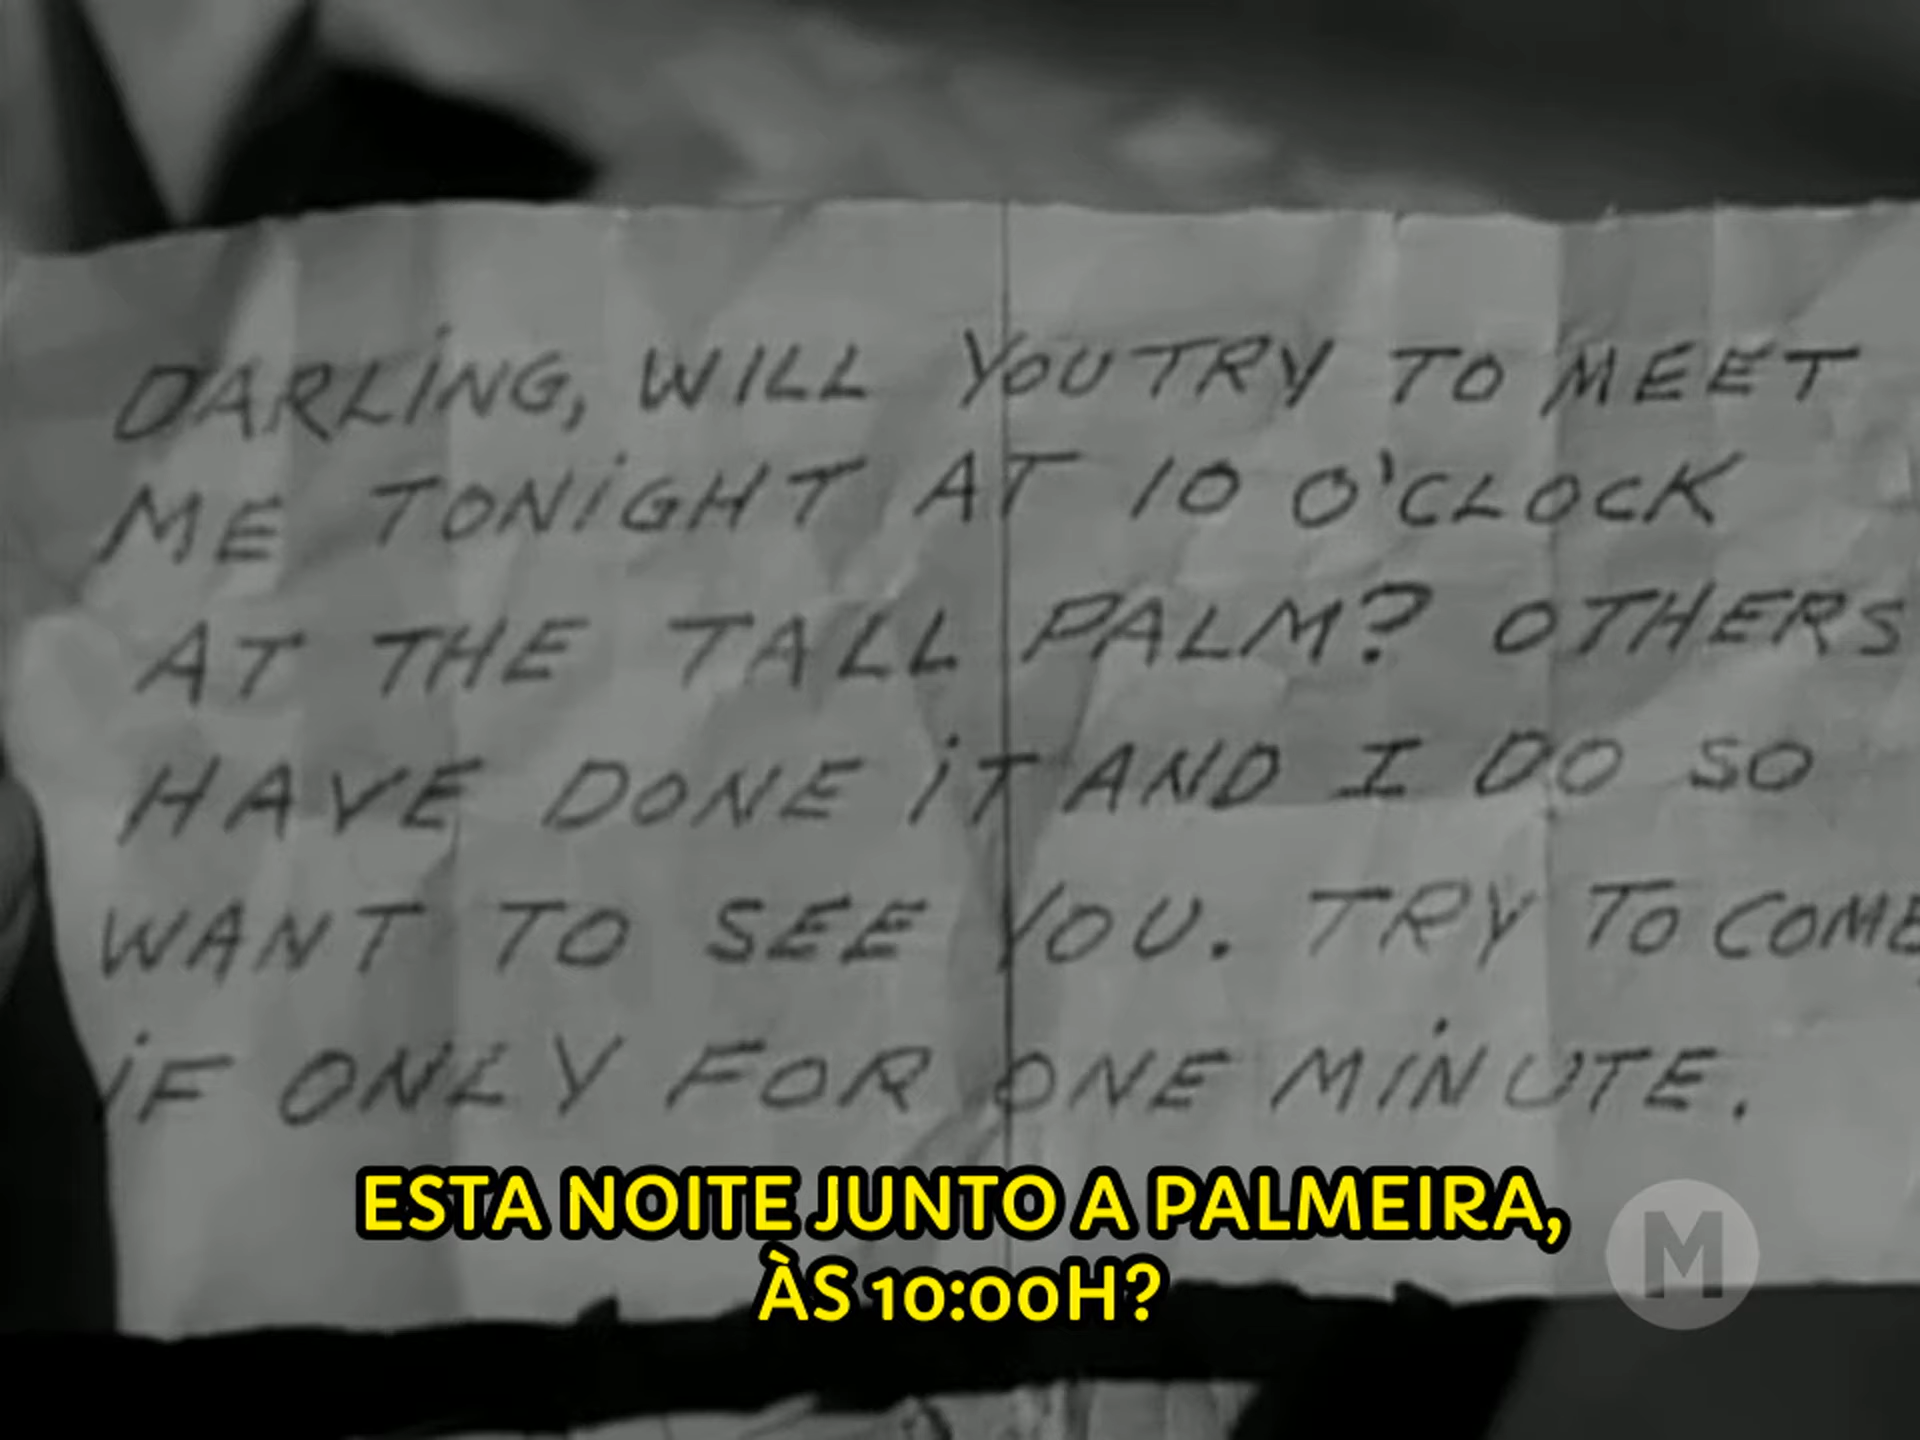 DARLING, WILL YOU TRY TO MEET
ME TONIGHT AT 10 O'CLOCK
AT THE TALL PALM? OTHERS
HAVE DONE IT AND I DO SO
WANT TO SEE YOU. TRY TO COME,
IF ONLY FOR ONE MINUTE.
ESTA NOITE JUNTO A PALMEIRA,
ÀS 10:00H?
M